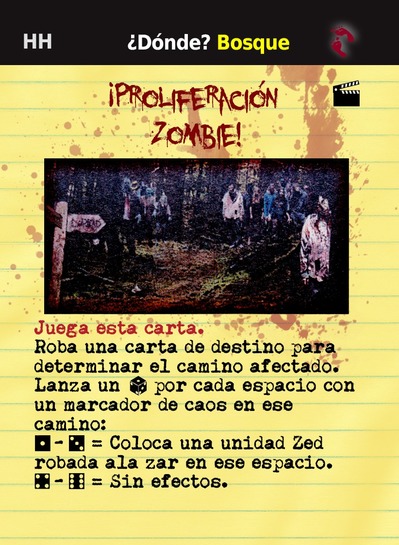 HH
¿Dónde? Bosque
¡PROLIFERACIÓN
ZOMBIE!
Juega esta carta.
Roba una carta de destino para
determinar el camino afectado.
Lanza un por cada espacio con
un marcador de caos en ese
camino:
- = Coloca una unidad Zed
robada ala zar en ese espacio.
- = Sin efectos.